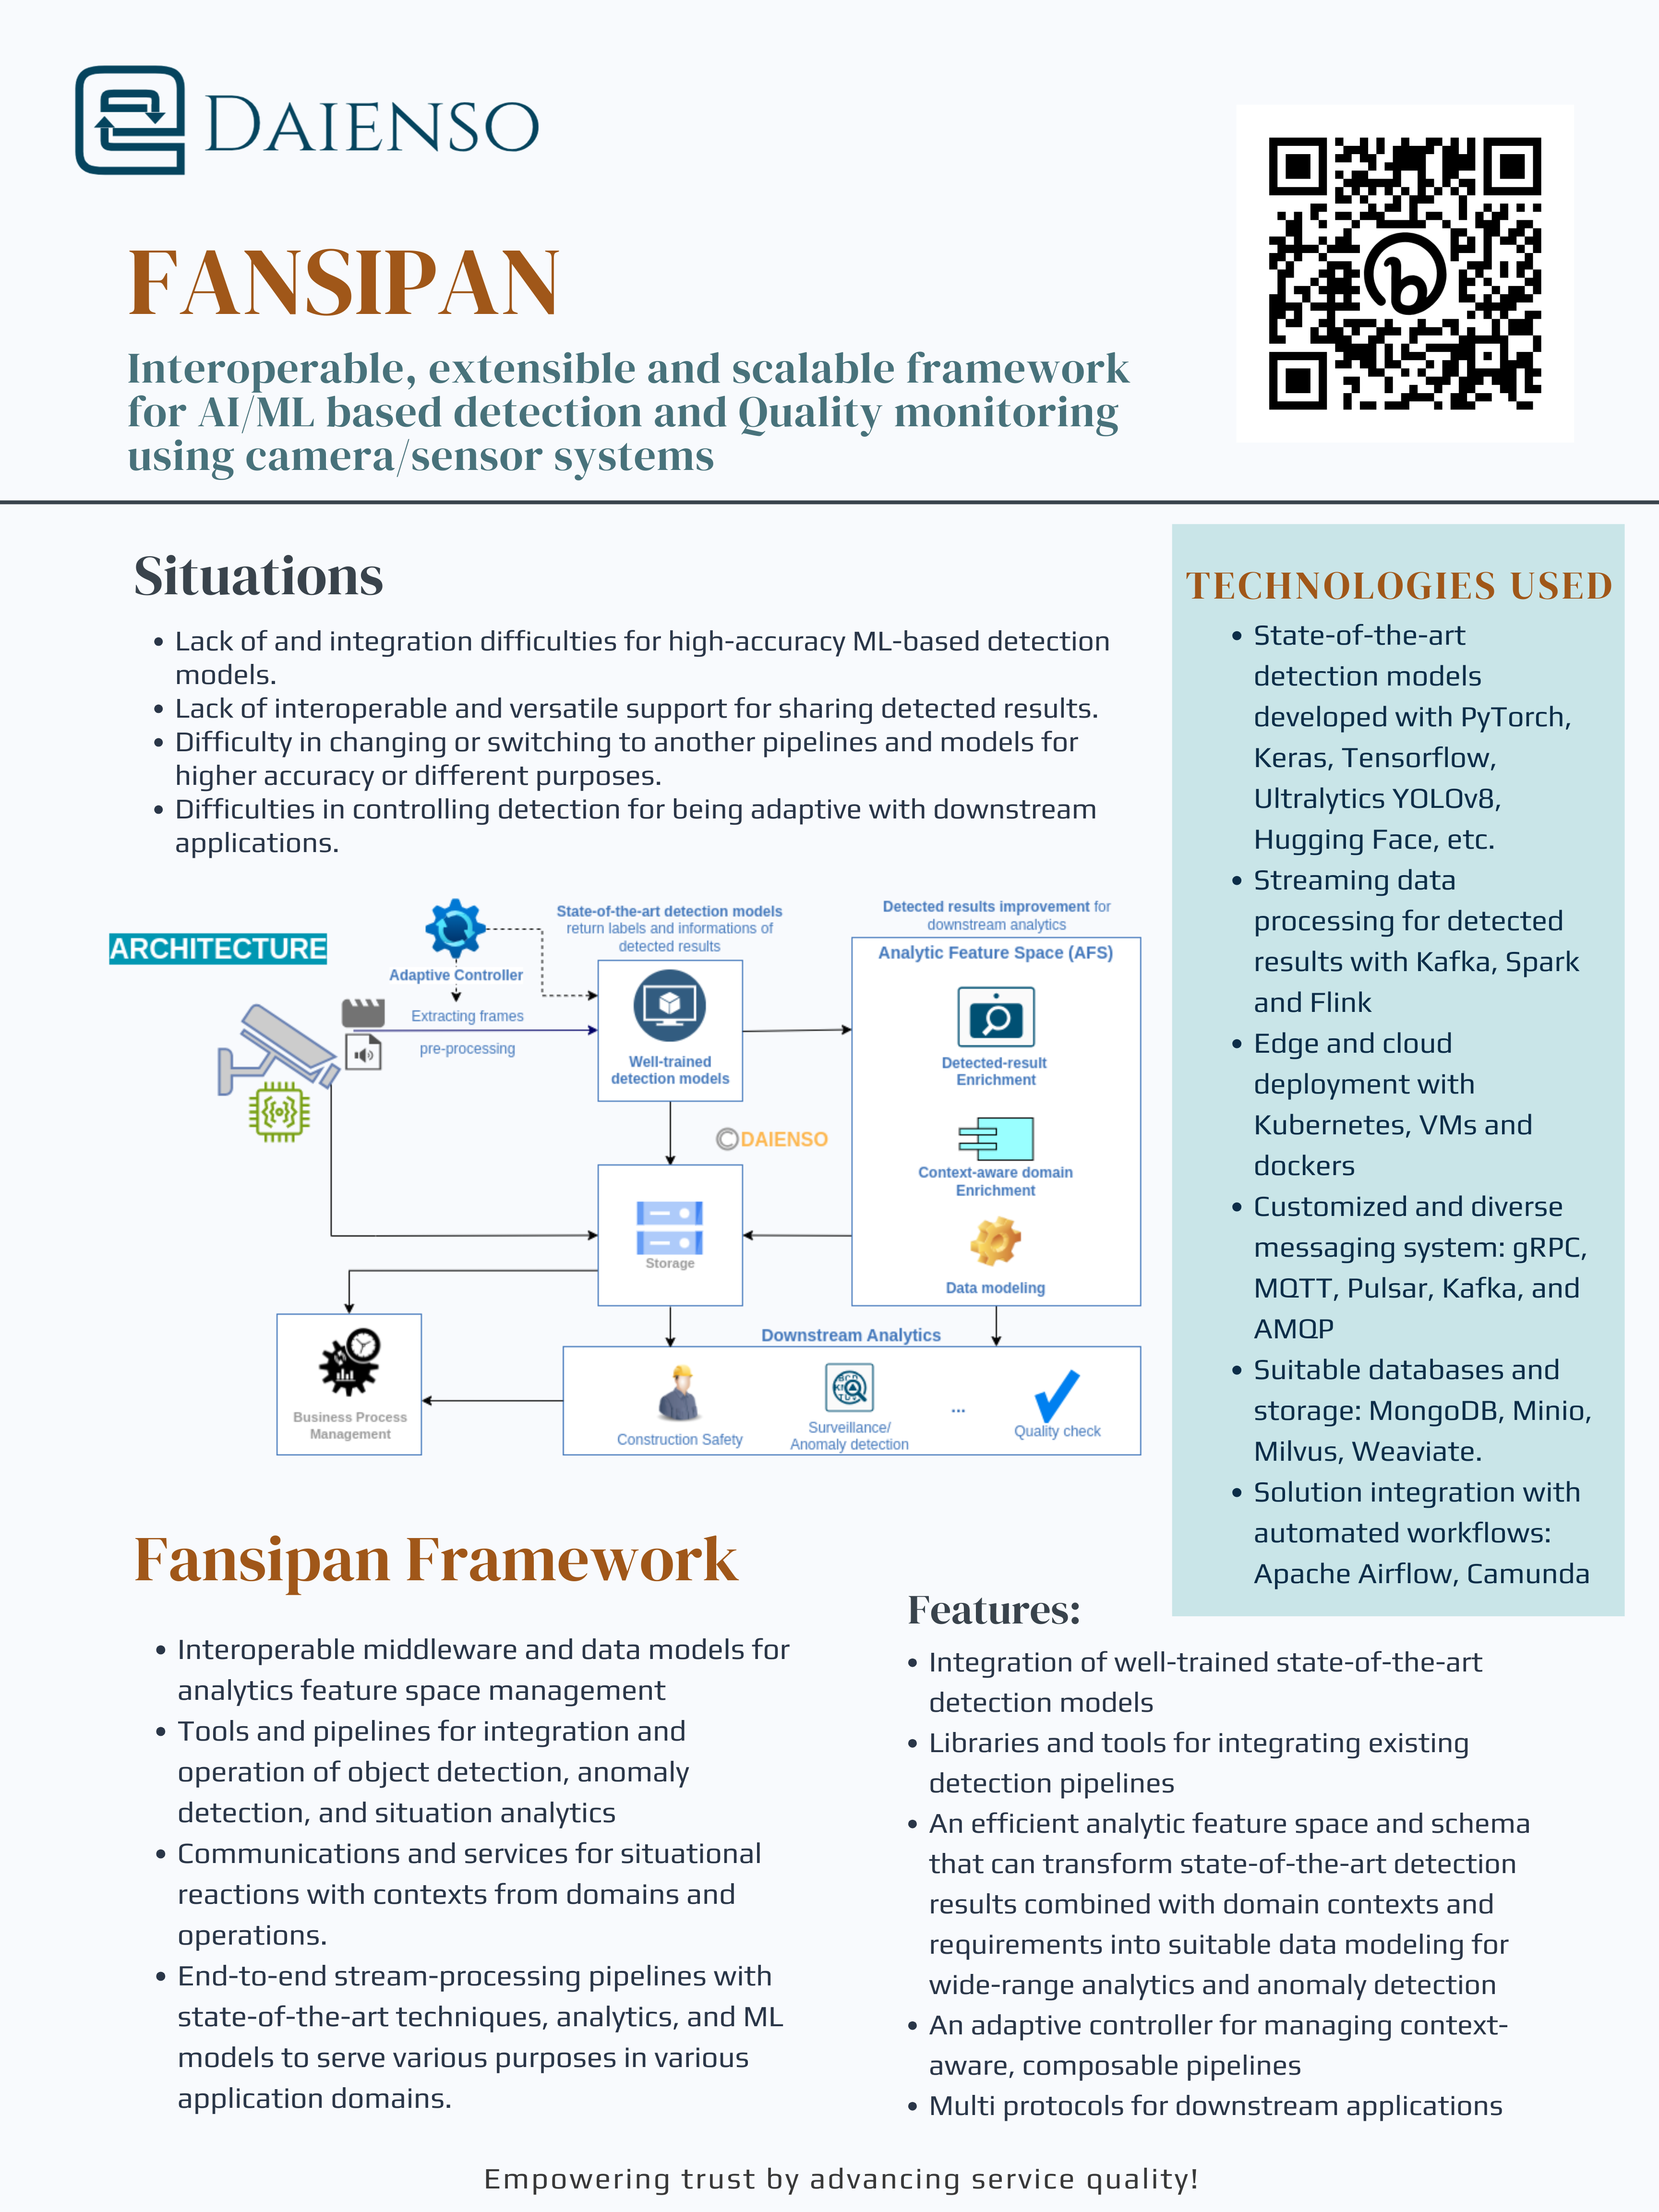 DAIENSO
FANSIPAN
Interoperable, extensible and scalable framework
for AI/ML based detection and Quality monitoring
using camera/sensor systems
Situations
• Lack of and integration difficulties for high-accuracy ML-based detection
models.
• Lack of interoperable and versatile support for sharing detected results.
• Difficulty in changing or switching to another pipelines and models for
higher accuracy or different purposes.
• Difficulties in controlling detection for being adaptive with downstream
applications.
ARCHITECTURE
Adaptive Controller
Extracting frames
pre-processing
State-of-the-art detection models
return labels and informations of
detected results
Well-trained
detection models
©DAIENSO
Storage
Detected results improvement for
downstream analytics
Analytic Feature Space (AFS)
Detected-result
Enrichment
Context-aware domain
Enrichment
Data modeling
Downstream Analytics
Construction Safety
Surveillance/
Anomaly detection
...
Quality check
Business Process
Management
TECHNOLOGIES USED
• State-of-the-art
detection models
developed with PyTorch,
Keras, Tensorflow,
Ultralytics YOLOv8,
Hugging Face, etc.
• Streaming data
processing for detected
results with Kafka, Spark
and Flink
• Edge and cloud
deployment with
Kubernetes, VMs and
dockers
• Customized and diverse
messaging system: gRPC,
MQTT, Pulsar, Kafka, and
AMQP
• Suitable databases and
storage: MongoDB, Minio,
Milvus, Weaviate.
• Solution integration with
automated workflows:
Apache Airflow, Camunda
Fansipan Framework
• Interoperable middleware and data models for
analytics feature space management
• Tools and pipelines for integration and
operation of object detection, anomaly
detection, and situation analytics
• Communications and services for situational
reactions with contexts from domains and
operations.
• End-to-end stream-processing pipelines with
state-of-the-art techniques, analytics, and ML
models to serve various purposes in various
application domains.
Features:
• Integration of well-trained state-of-the-art
detection models
• Libraries and tools for integrating existing
detection pipelines
• An efficient analytic feature space and schema
that can transform state-of-the-art detection
results combined with domain contexts and
requirements into suitable data modeling for
wide-range analytics and anomaly detection
• An adaptive controller for managing context-
aware, composable pipelines
• Multi protocols for downstream applications
Empowering trust by advancing service quality!